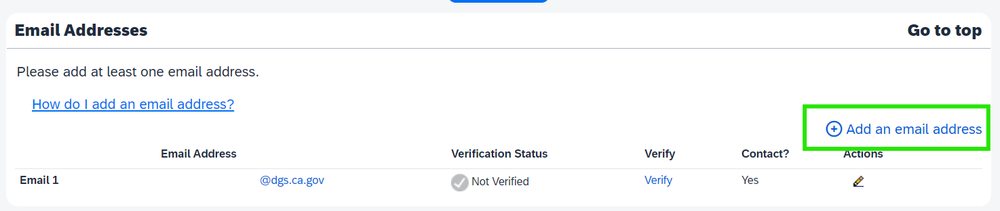 Email Addresses Go to top
Please add at least one email address.
How do I add an email address?
Add an email address
Email Address Verification Status Verify Contact? Actions
Email 1 @dgs.ca.gov Not Verified Verify Yes